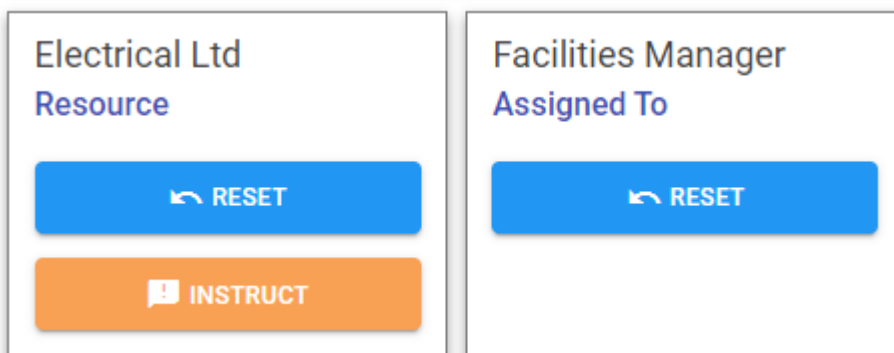 Electrical Ltd
Resource
RESET
INSTRUCT
Facilities Manager
Assigned To
RESET